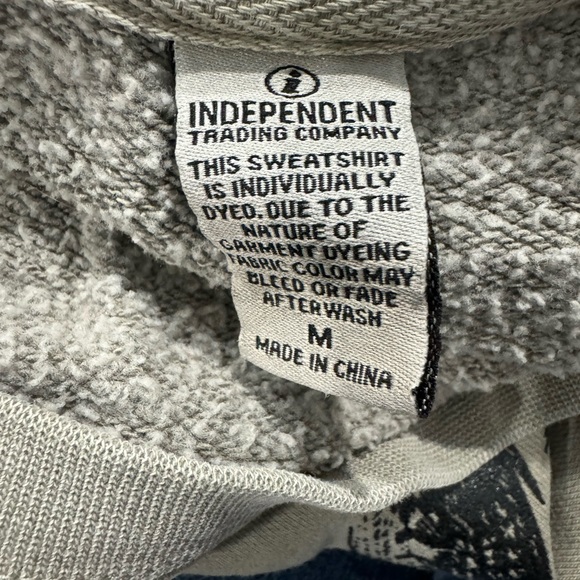 i
INDEPENDENT
TRADING COMPANY
THIS SWEATSHIRT
IS INDIVIDUALLY
DYED. DUE TO THE
NATURE OF
GARMENT DYEING
FABRIC COLOR MAY
BLEED OR FADE
AFTER WASH
M
MADE IN CHINA